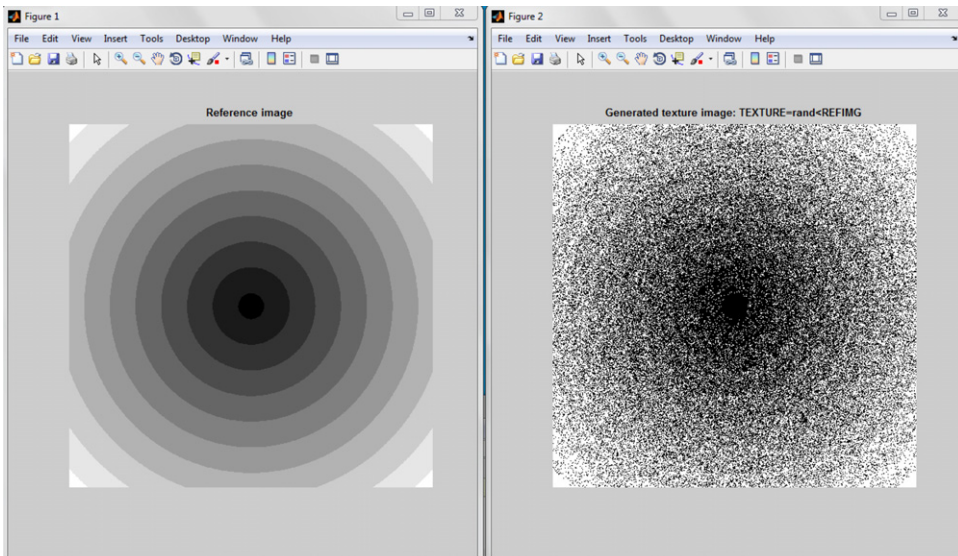 Figure 1
File Edit View Insert Tools Desktop Window Help
Reference image
Figure 2
File Edit View Insert Tools Desktop Window Help
Generated texture image: TEXTURE=rand<REFIMG